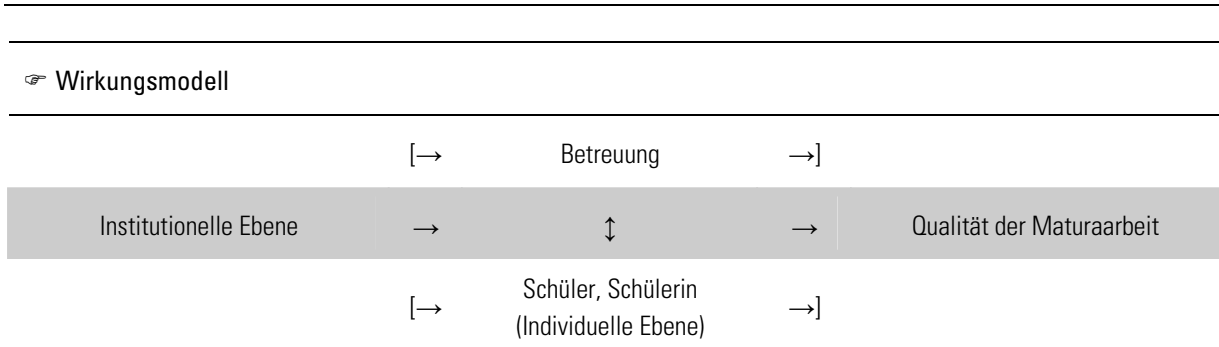 ☞ Wirkungsmodell
[→ Betreuung →]
Institutionelle Ebene → ↕ → Qualität der Maturaarbeit
[→ Schüler, Schülerin →]
(Individuelle Ebene)